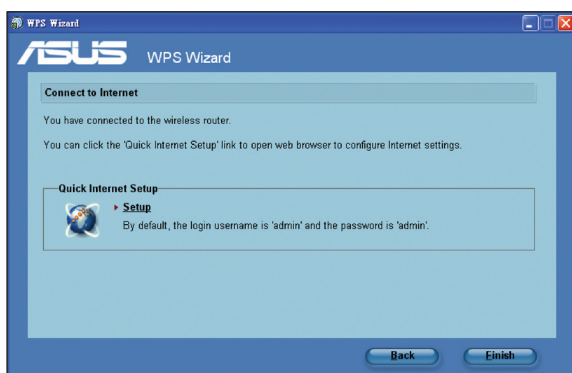 WPS Wizard
ASUS WPS Wizard
Connect to Internet
You have connected to the wireless router.
You can click the 'Quick Internet Setup' link to open web browser to configure Internet settings.
Quick Internet Setup
Setup
By default, the login username is 'admin' and the password is 'admin'.
Back Finish